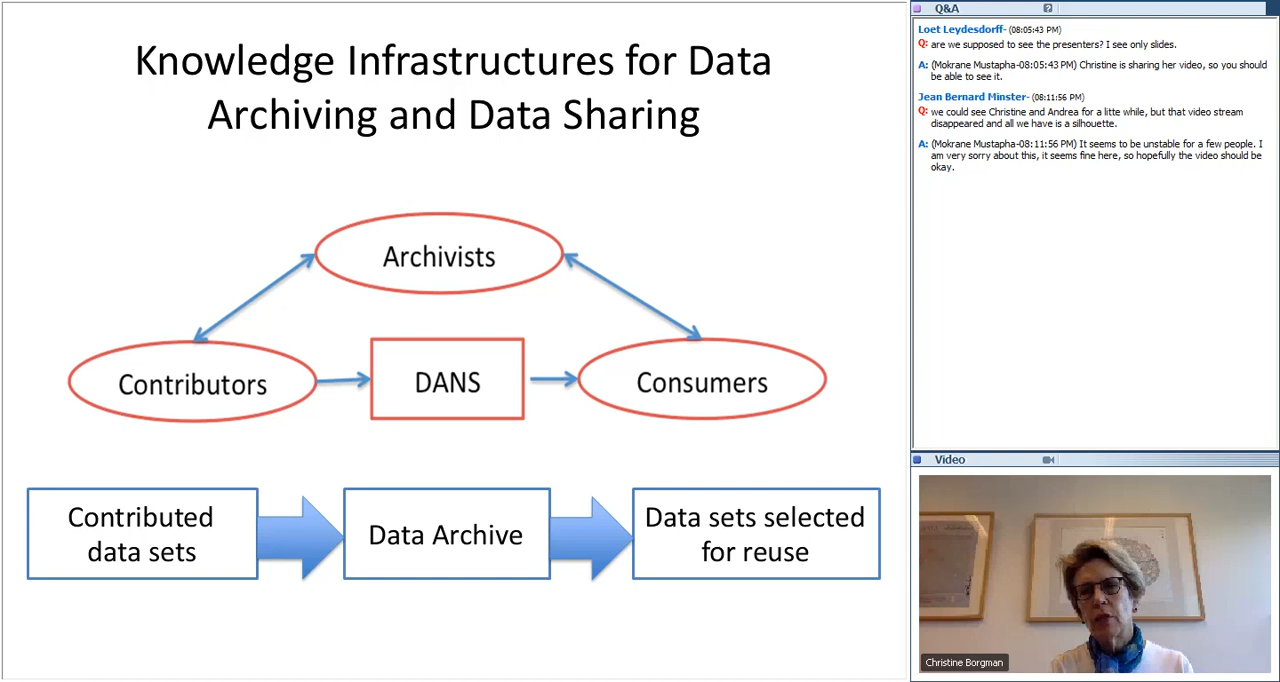 Knowledge Infrastructures for Data
Archiving and Data Sharing
Archivists
Contributors
DANS
Consumers
Contributed
data sets
Data Archive
Data sets selected
for reuse
Q&A
Loet Leydesdorff- (08:05:43 PM)
Q: are we supposed to see the presenters? I see only slides.
A: (Mokrane Mustapha-08:05:43 PM) Christine is sharing her video, so you should
be able to see it.
Jean Bernard Minster- (08:11:56 PM)
Q: we could see Christine and Andrea for a litte while, but that video stream
disappeared and all we have is a silhouette.
A: (Mokrane Mustapha-08:11:56 PM) It seems to be unstable for a few people. I
am very sorry about this, it seems fine here, so hopefully the video should be
okay.
Video
Christine Borgman